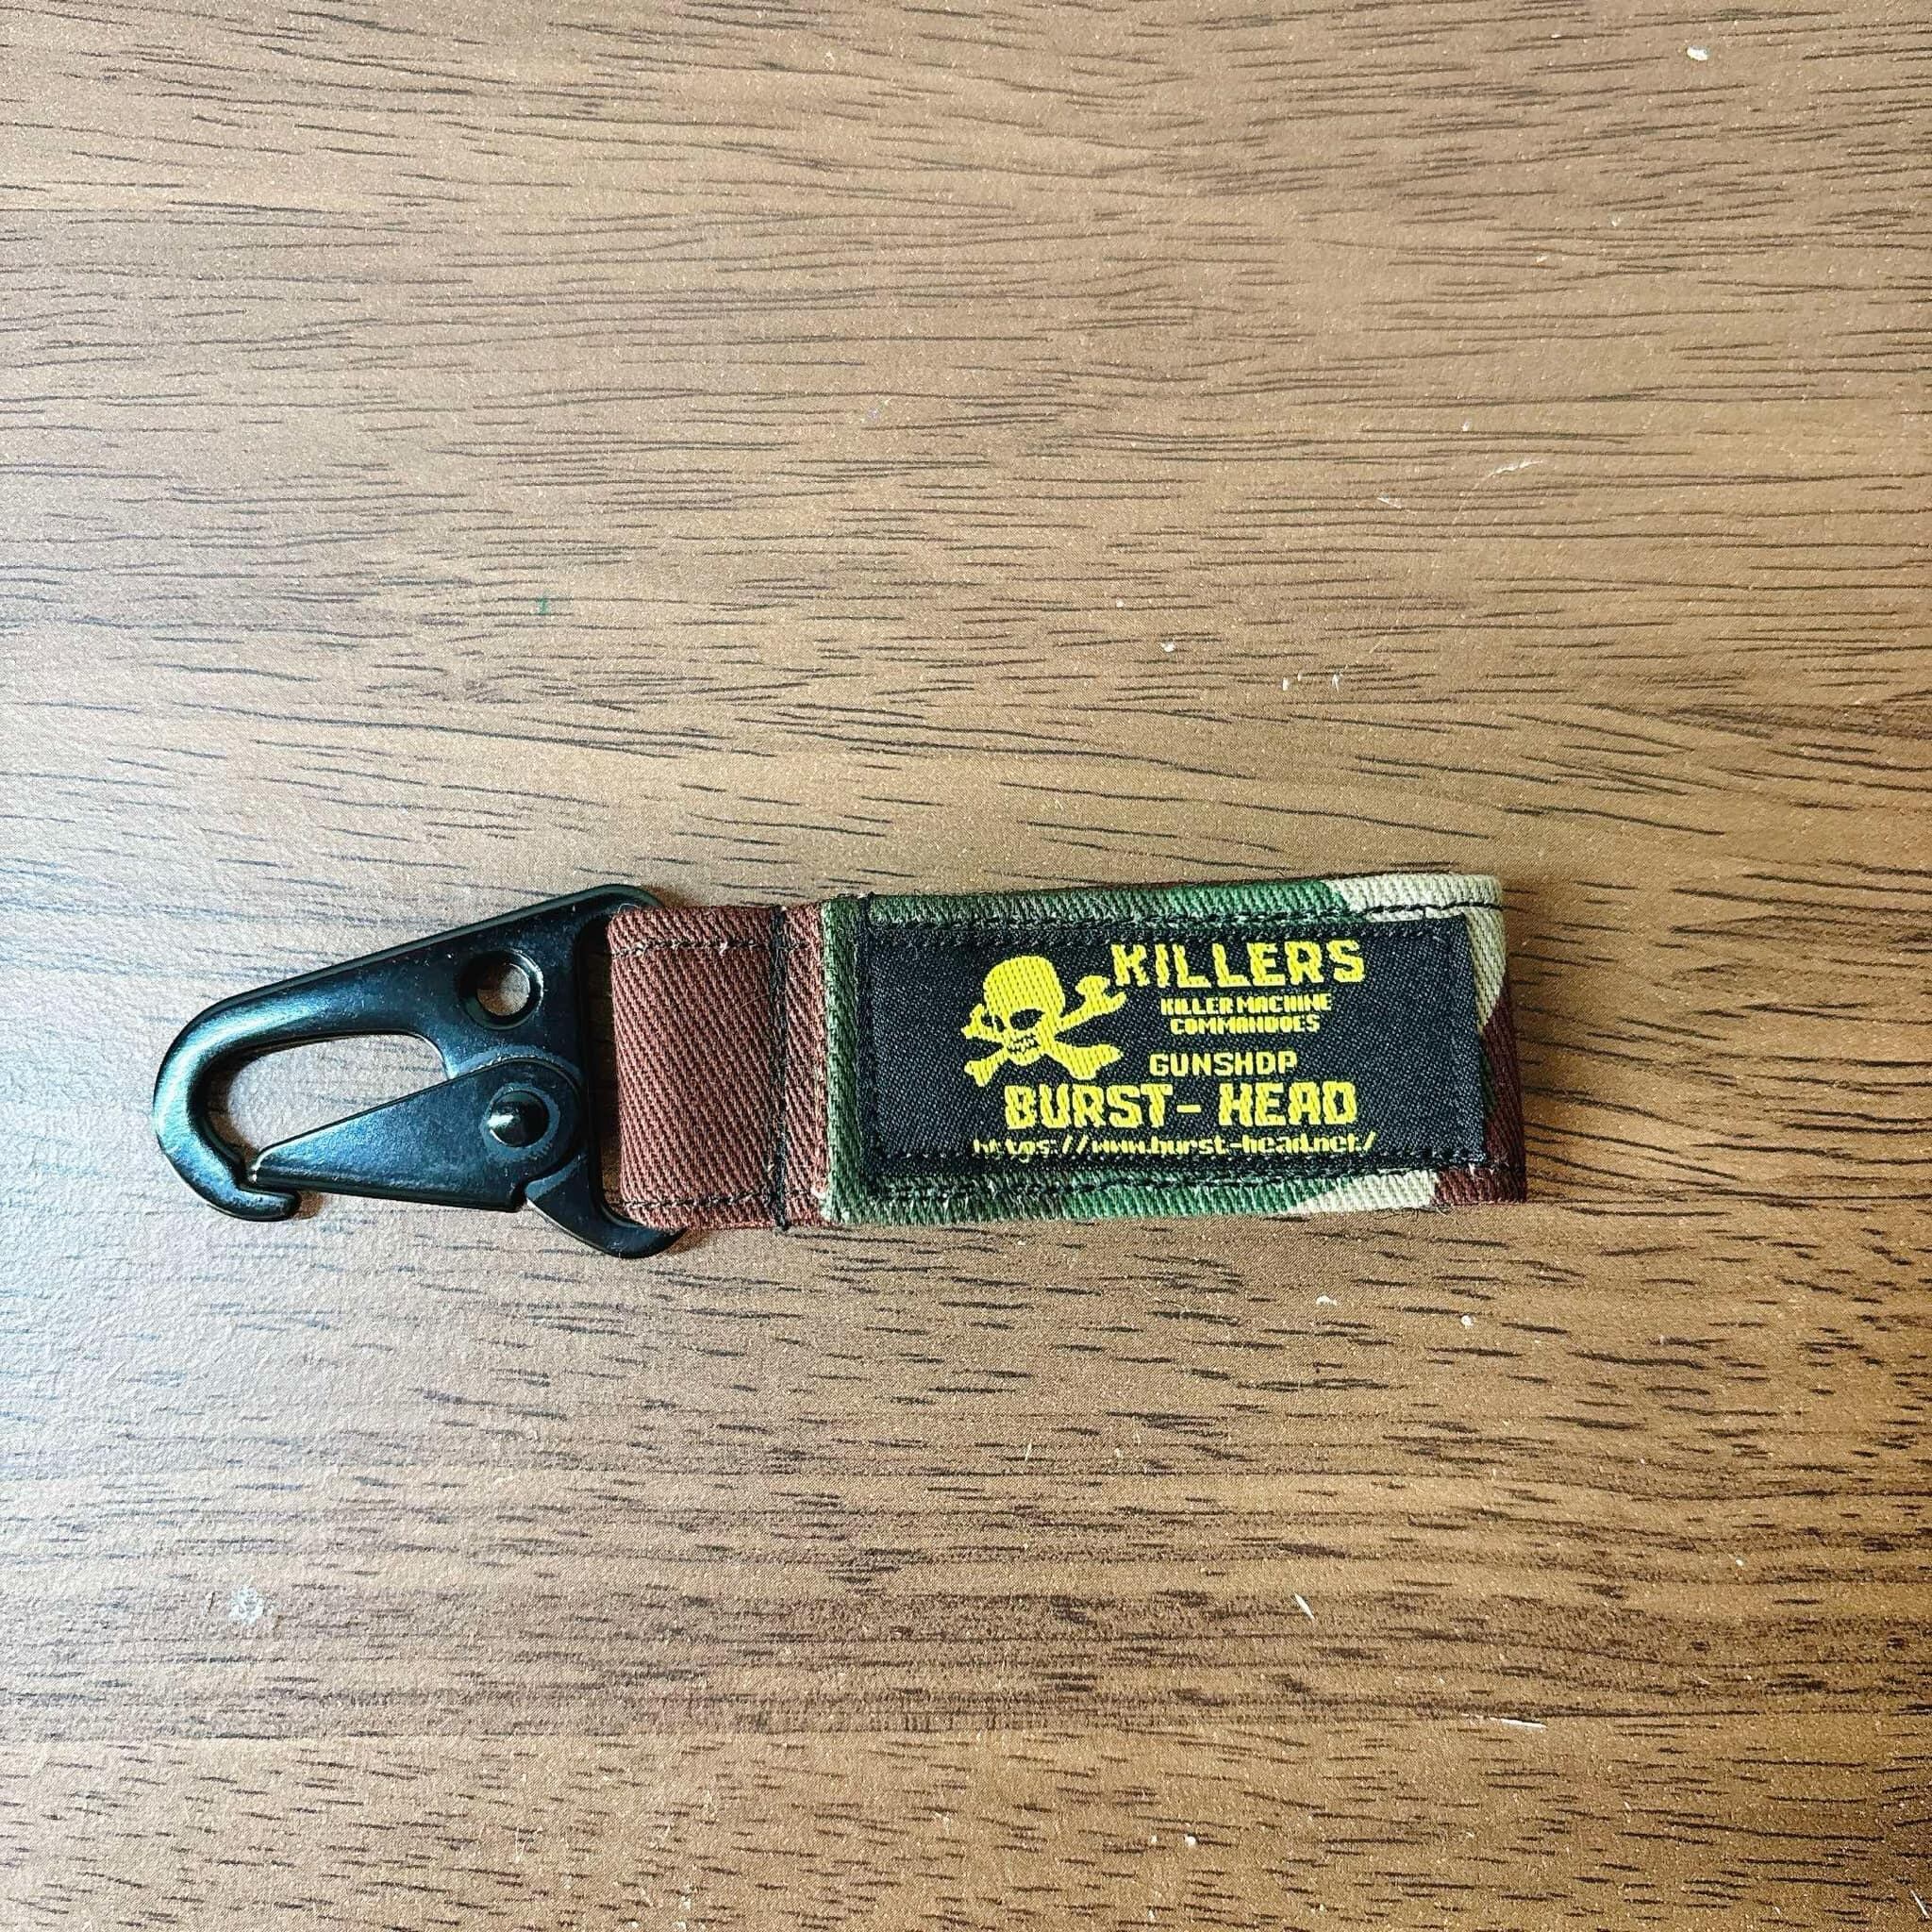 KILLERS
KILLER MACHINE
COMMANDOES
GUNSHOP
BURST-HEAD
https://www.burst-head.net/